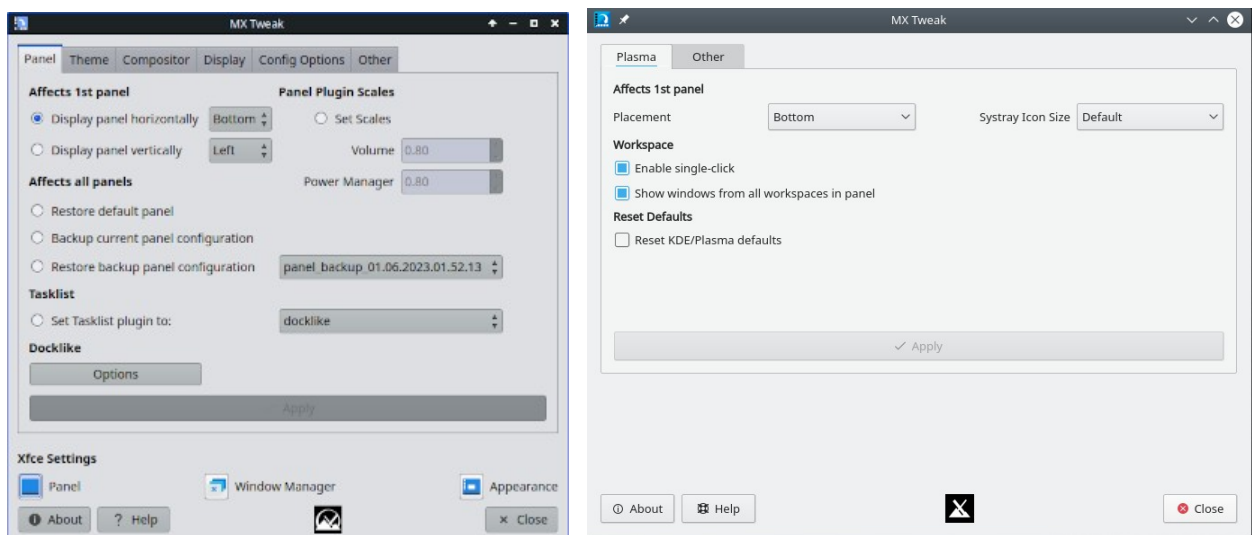 MX Tweak
Panel Theme Compositor Display Config Options Other
Affects 1st panel Panel Plugin Scales
Display panel horizontally Bottom Set Scales
Display panel vertically Left Volume 0.80
Affects all panels Power Manager 0.80
Restore default panel
Backup current panel configuration
Restore backup panel configuration panel_backup_01.06.2023.01.52.13
Tasklist
Set Tasklist plugin to: docklike
Docklike
Options
Apply
Xfce Settings
Panel Window Manager Appearance
About ? Help Close
MX Tweak
Plasma Other
Affects 1st panel
Placement Bottom Systray Icon Size Default
Workspace
Enable single-click
Show windows from all workspaces in panel
Reset Defaults
Reset KDE/Plasma defaults
Apply
About Help Close